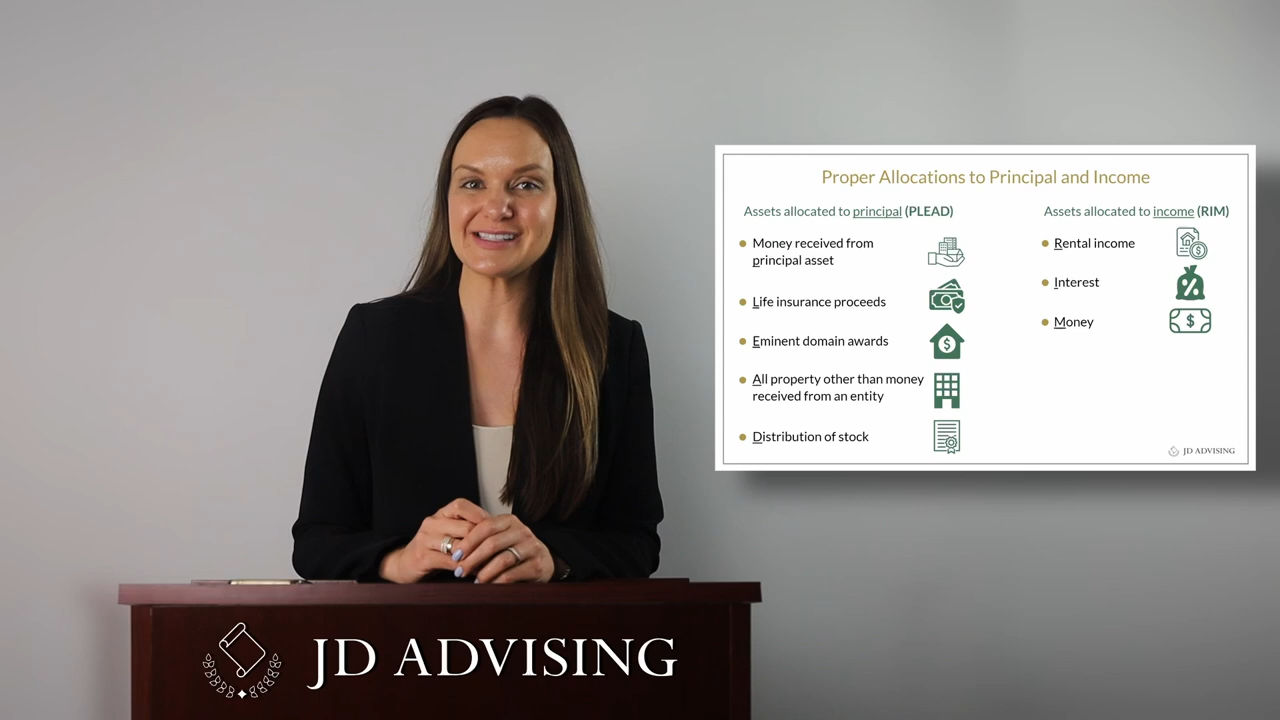 Proper Allocations to Principal and Income
Assets allocated to principal (PLEAD)
Money received from
principal asset
Life insurance proceeds
Eminent domain awards
All property other than money
received from an entity
Distribution of stock
Assets allocated to income (RIM)
Rental income
Interest
Money
JD ADVISING
JD ADVISING